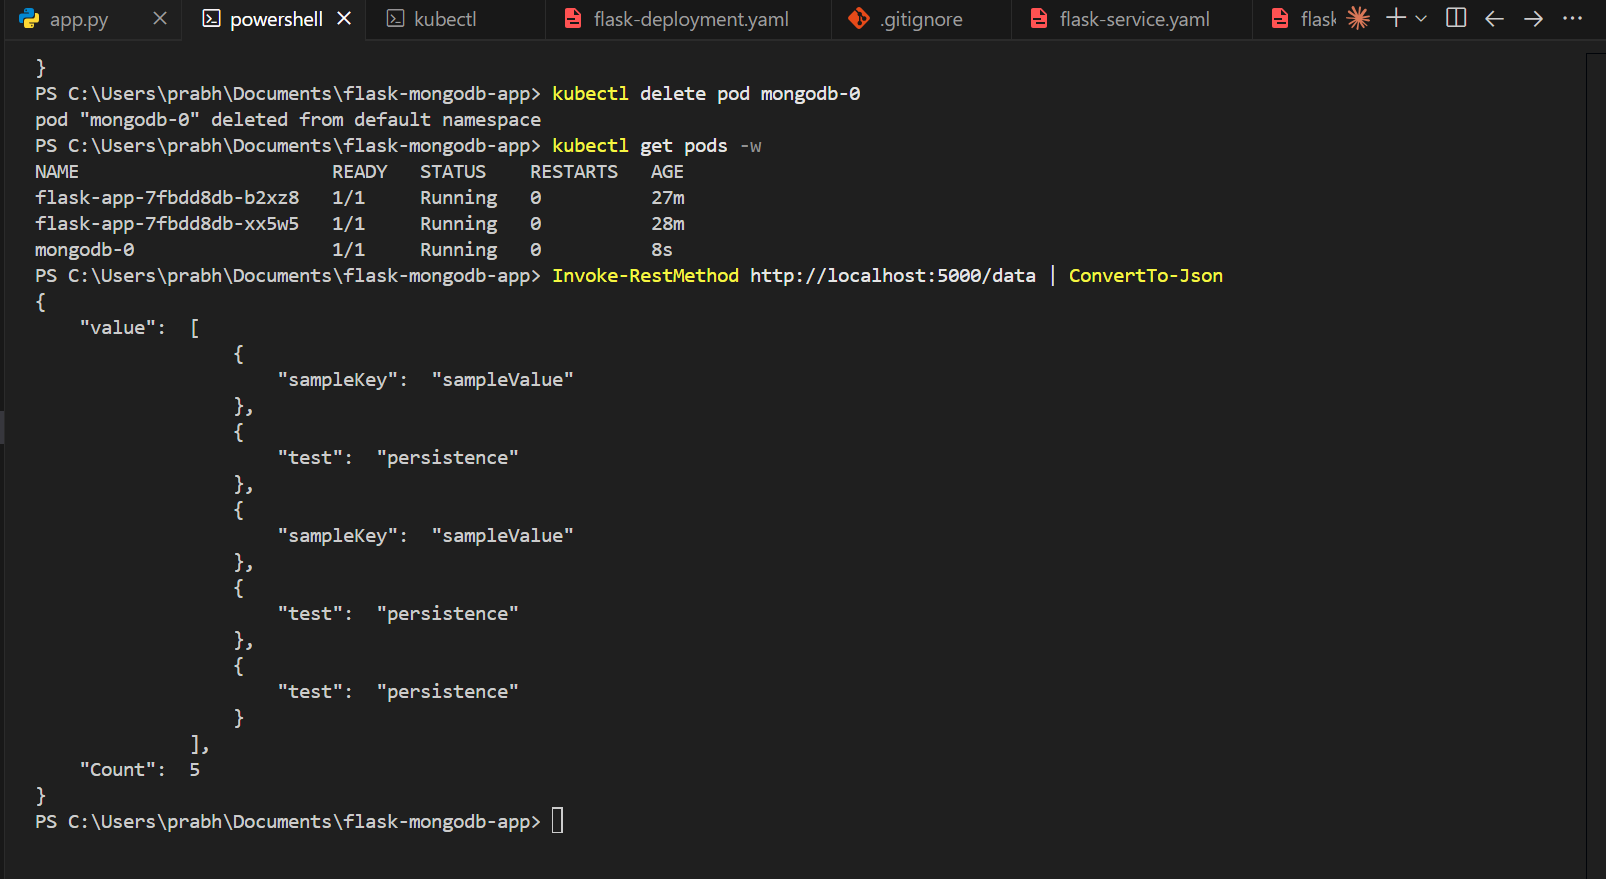 app.py powershell kubectl flask-deployment.yaml .gitignore flask-service.yaml flask
}
PS C:\Users\prabh\Documents\flask-mongodb-app> kubectl delete pod mongodb-0
pod "mongodb-0" deleted from default namespace
PS C:\Users\prabh\Documents\flask-mongodb-app> kubectl get pods -w
NAME                       READY   STATUS    RESTARTS   AGE
flask-app-7fbdd8db-b2xz8   1/1     Running   0          27m
flask-app-7fbdd8db-xx5w5   1/1     Running   0          28m
mongodb-0                  1/1     Running   0          8s
PS C:\Users\prabh\Documents\flask-mongodb-app> Invoke-RestMethod http://localhost:5000/data | ConvertTo-Json
{
    "value":  [
                  {
                      "sampleKey":  "sampleValue"
                  },
                  {
                      "test":  "persistence"
                  },
                  {
                      "sampleKey":  "sampleValue"
                  },
                  {
                      "test":  "persistence"
                  },
                  {
                      "test":  "persistence"
                  }
              ],
    "Count":  5
}
PS C:\Users\prabh\Documents\flask-mongodb-app>